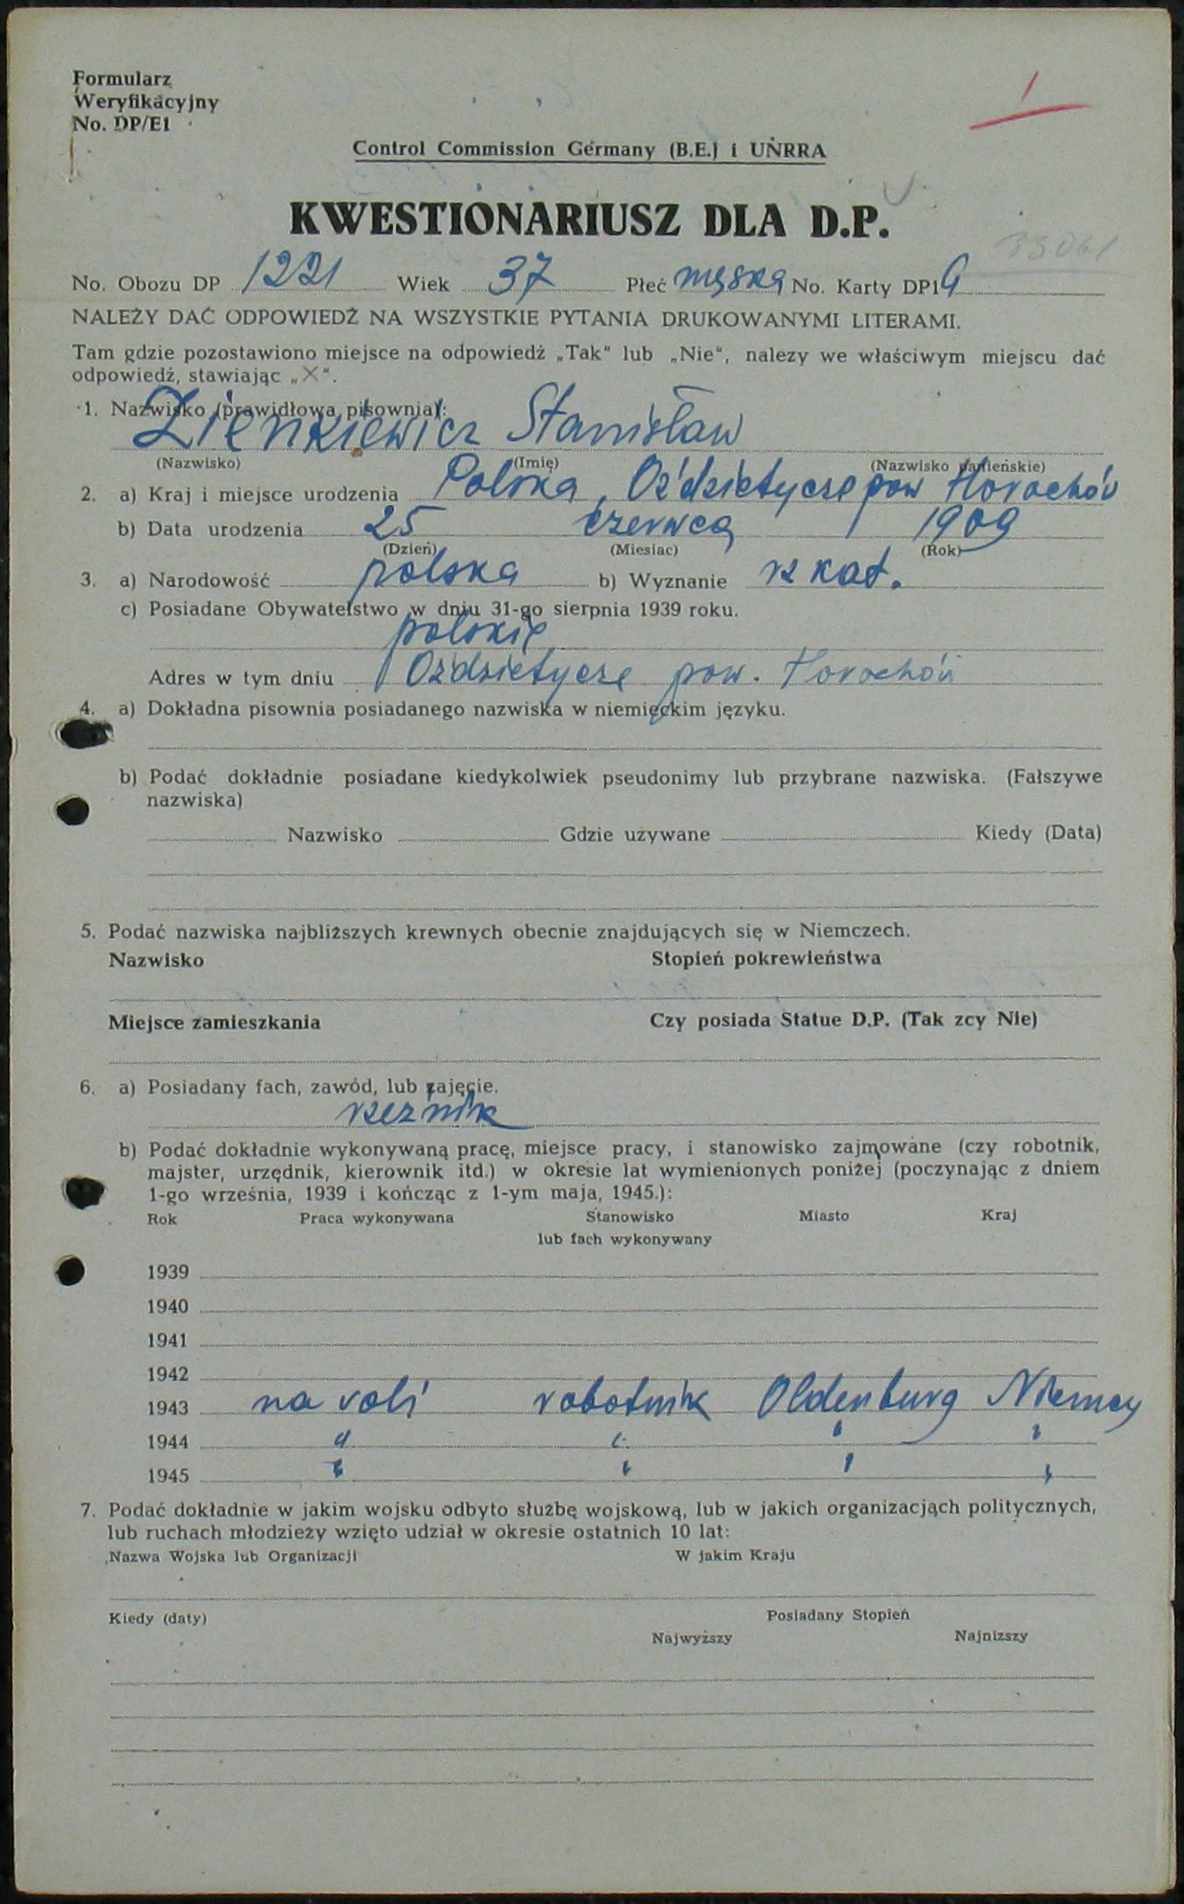 Formularz
Weryfikacyjny
No. DP/E1
Control Commission Germany (B.E.) i UNRRA
KWESTIONARIUSZ DLA D.P.
33061
No. Obozu DP 1221 Wiek 37 Płeć męska No. Karty DP1 G
NALEŻY DAĆ ODPOWIEDŹ NA WSZYSTKIE PYTANIA DRUKOWANYMI LITERAMI.
Tam gdzie pozostawiono miejsce na odpowiedź „Tak" lub „Nie", nalezy we właściwym miejscu dać
odpowiedź, stawiając „X".
1. Nazwisko (prawidłowa pisownia):
Zienkiewicz Stanisław
(Nazwisko) (Imię) (Nazwisko panieńskie)
2. a) Kraj i miejsce urodzenia Polska, Oździetycze pow Horochów
b) Data urodzenia 25 czerwca 1909
(Dzień) (Miesiac) (Rok)
3. a) Narodowość polska b) Wyznanie rz kat.
c) Posiadane Obywatelstwo w dniu 31-go sierpnia 1939 roku.
polskie
Adres w tym dniu Oździetycze pow. Horochów
4. a) Dokładna pisownia posiadanego nazwiska w niemięckim języku.
b) Podać dokładnie posiadane kiedykolwiek pseudonimy lub przybrane nazwiska. (Fałszywe
nazwiska)
Nazwisko Gdzie używane Kiedy (Data)
5. Podać nazwiska najbliższych krewnych obecnie znajdujących się w Niemczech.
Nazwisko Stopień pokrewieństwa
Miejsce zamieszkania Czy posiada Statue D.P. (Tak zcy Nie)
6. a) Posiadany fach, zawód, lub zajęcie.
rzeźnik
b) Podać dokładnie wykonywaną pracę, miejsce pracy, i stanowisko zajmowane (czy robotnik,
majster, urzędnik, kierownik itd.) w okresie lat wymienionych poniżej (poczynając z dniem
1-go września, 1939 i kończąc z 1-ym maja, 1945.):
Rok Praca wykonywana Stanowisko Miasto Kraj
lub fach wykonywany
1939
1940
1941
1942
1943 na roli robotnik Oldenburg Niemcy
1944 " " " "
1945 " " " "
7. Podać dokładnie w jakim wojsku odbyto służbę wojskową, lub w jakich organizacjąch politycznych,
lub ruchach młodzieży wzięto udział w okresie ostatnich 10 lat:
Nazwa Wojska lub Organizacji W jakim Kraju
Kiedy (daty) Posiadany Stopień
Najwyższy Najnizszy